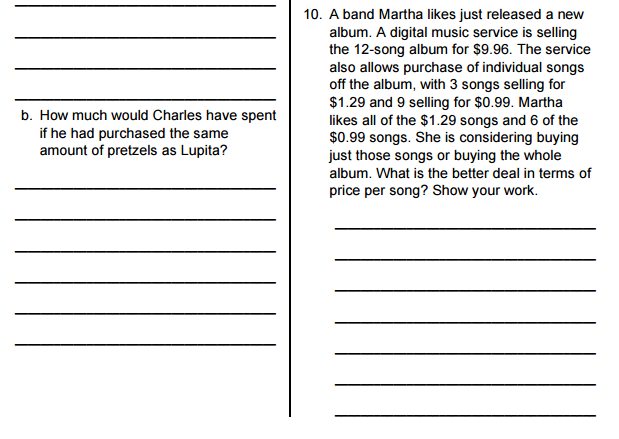 b. How much would Charles have spent
if he had purchased the same
amount of pretzels as Lupita?
10. A band Martha likes just released a new
album. A digital music service is selling
the 12-song album for $9.96. The service
also allows purchase of individual songs
off the album, with 3 songs selling for
$1.29 and 9 selling for $0.99. Martha
likes all of the $1.29 songs and 6 of the
$0.99 songs. She is considering buying
just those songs or buying the whole
album. What is the better deal in terms of
price per song? Show your work.